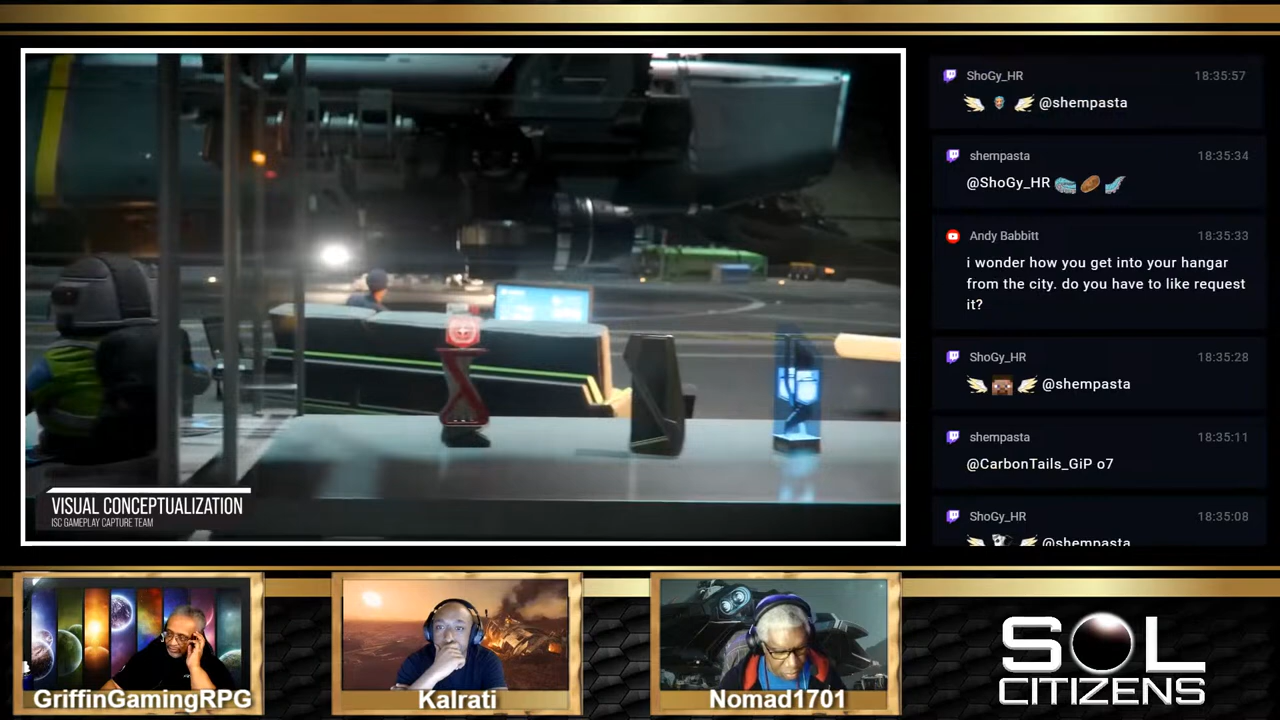 VISUAL CONCEPTUALIZATION
ISC GAMEPLAY CAPTURE TEAM
ShoGy_HR 18:35:57
@shempasta
shempasta 18:35:34
@ShoGy_HR
Andy Babbitt 18:35:33
i wonder how you get into your hangar
from the city. do you have to like request
it?
ShoGy_HR 18:35:28
@shempasta
shempasta 18:35:11
@CarbonTails_GiP o7
ShoGy_HR 18:35:08
@shempasta
GriffinGamingRPG
Kalrati
Nomad1701
SOL
CITIZENS